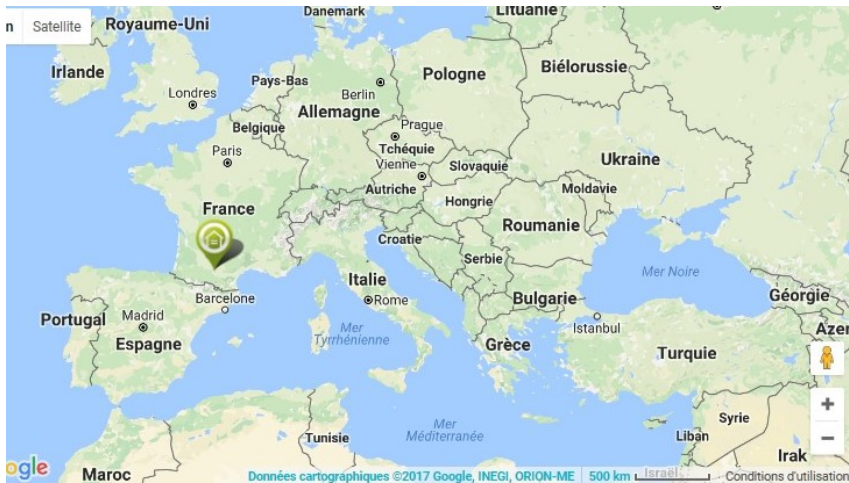 n Satellite
Danemark
Lituanie
Royaume-Uni
Irlande
Londres
Pays-Bas
Berlin
Pologne
Biélorussie
Allemagne
Belgique
Prague
Tchéquie
Paris
Vienne
Slovaquie
Ukraine
Autriche
Moldavie
Hongrie
France
Roumanie
Croatie
Serbie
Italie
Mer Noire
Barcelone
Rome
Bulgarie
Géorgie
Portugal
Madrid
Mer
Tyrrhénienne
Istanbul
Azer
Espagne
Grèce
Turquie
Mer
Méditerranée
Syrie
Tunisie
Liban
Irak
ogle
Maroc
Israël
Données cartographiques ©2017 Google, INEGI, ORION-ME 500 km Conditions d'utilisation
+
−